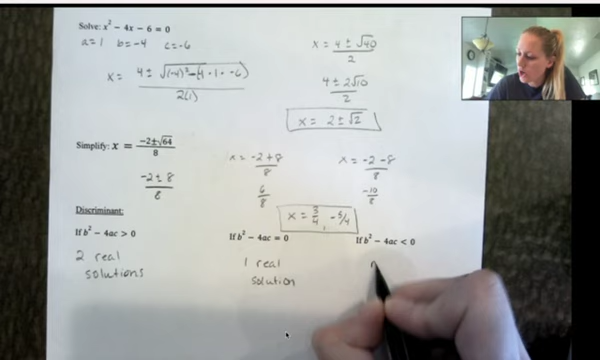 Solve: x² − 4x − 6 = 0
a=1 b=-4 c=-6
x = 4 ± √(-4)² - (4 · 1 · -6)
2(1)
x = 4 ± √40
2
4 ± 2√10
2
x = 2 ± √2
Simplify: x = -2±√64
8
-2 ± 8
8
x = -2 + 8
8
6
8
x = -2 - 8
8
-10
8
x = 3/4, -5/4
Discriminant:
If b² − 4ac > 0
2 real
solutions
If b² − 4ac = 0
1 real
solution
If b² − 4ac < 0